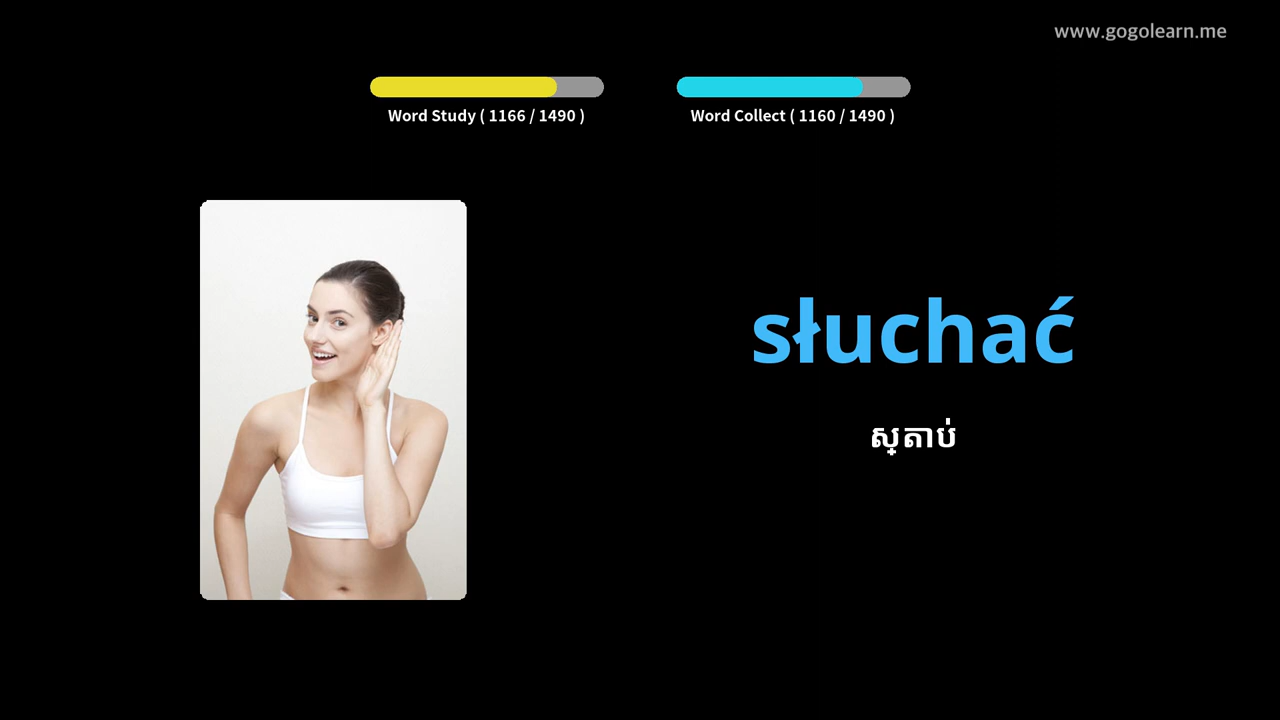 www.gogolearn.me
Word Study ( 1166 / 1490 )
Word Collect ( 1160 / 1490 )
słuchać
ស្តាប់